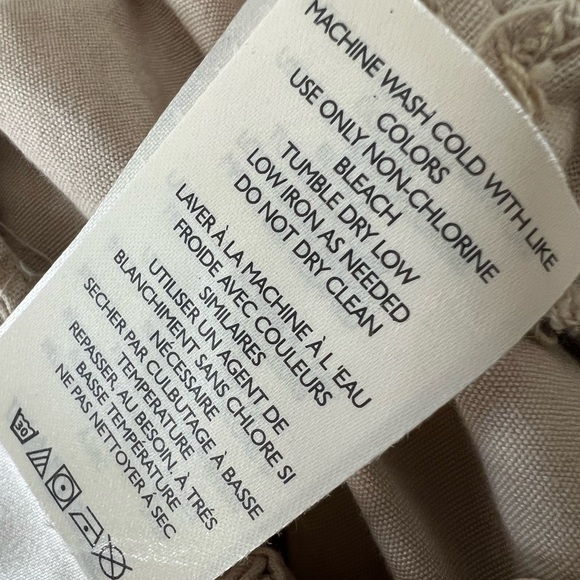 MACHINE WASH COLD WITH LIKE
COLORS
USE ONLY NON-CHLORINE
BLEACH
TUMBLE DRY LOW
LOW IRON AS NEEDED
DO NOT DRY CLEAN
LAVER À LA MACHINE À L'EAU
FROIDE AVEC COULEURS
SIMILAIRES
UTILISER UN AGENT DE
BLANCHIMENT SANS CHLORE SI
NÉCESSAIRE
SECHER PAR CULBUTAGE À BASSE
TEMPERATURE
REPASSER, AU BESOIN, À TRÉS
BASSE TEMPÉRATURE
NE PAS NETTOYER À SEC
30